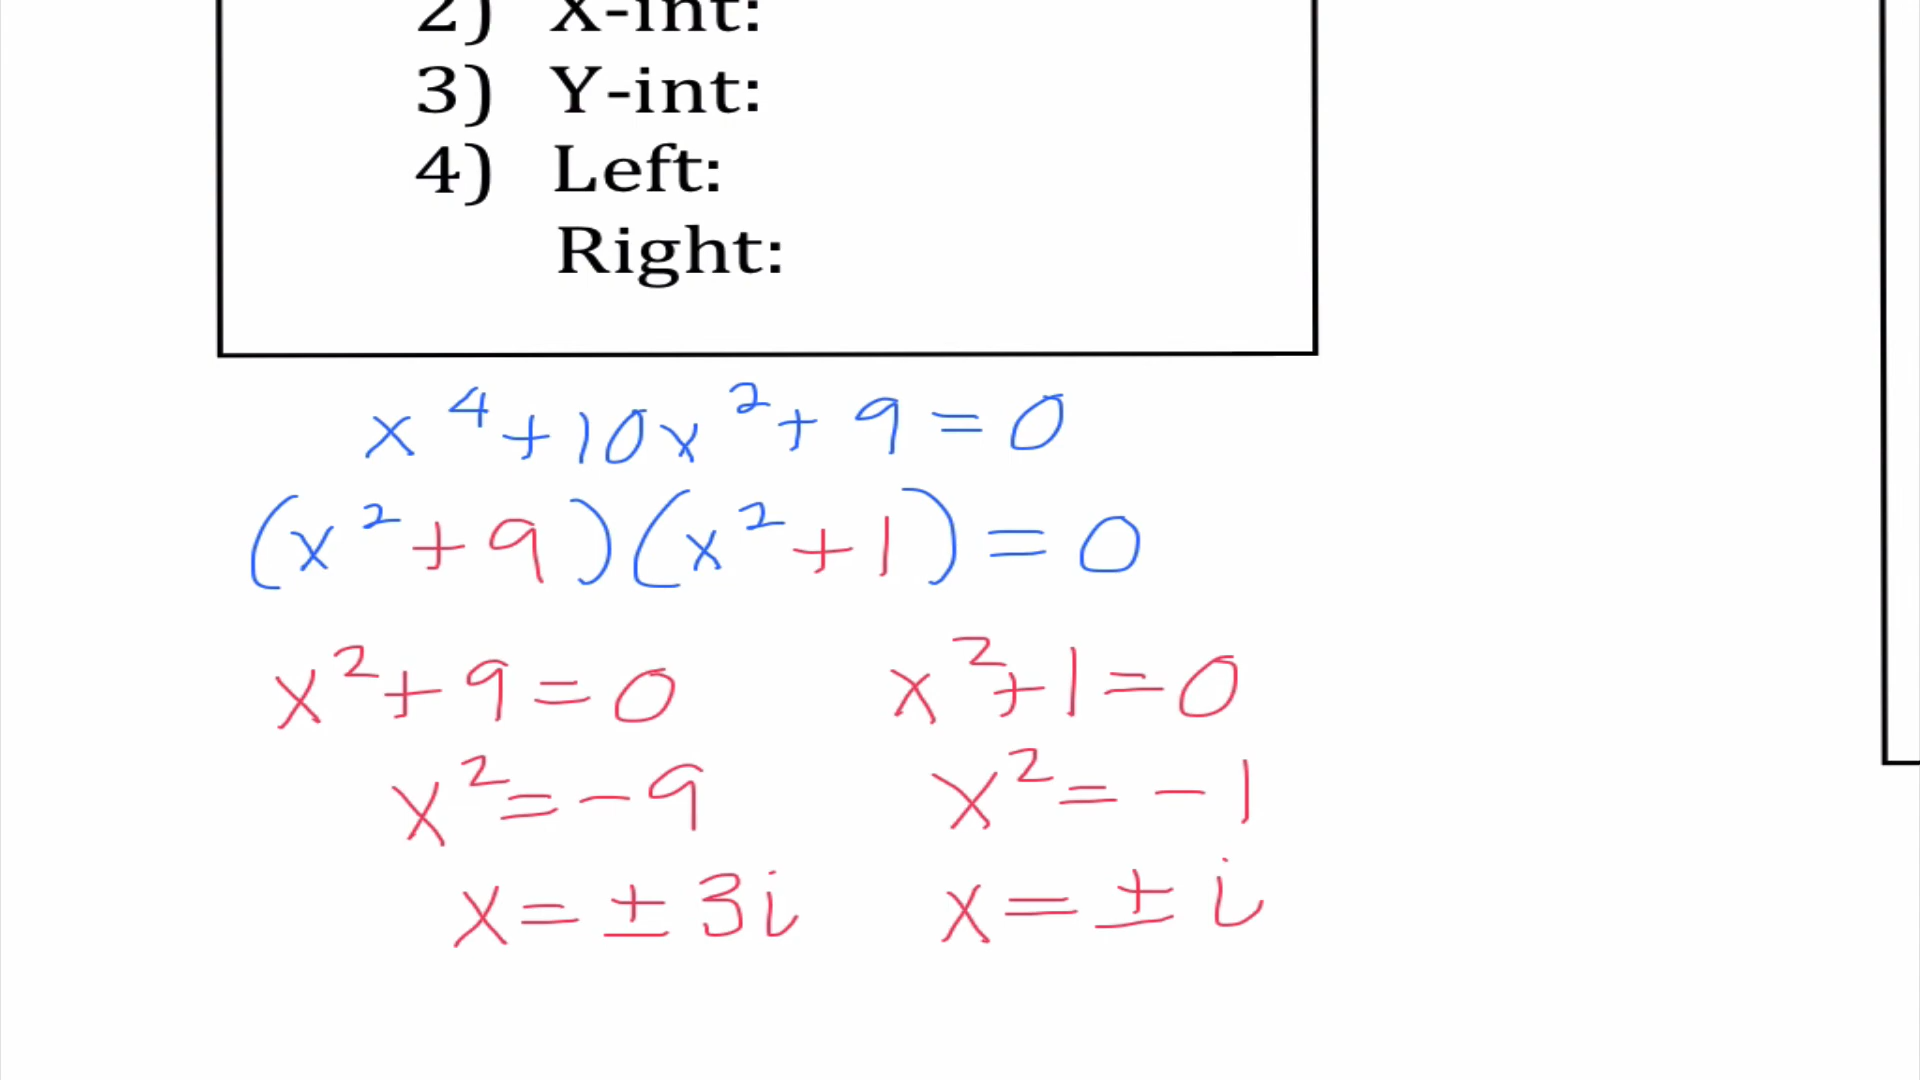 2) X-int:
3) Y-int:
4) Left:
Right:
x⁴+10x²+9=0
(x²+9)(x²+1)=0
x²+9=0 x²+1=0
x²=-9 x²=-1
x=±3i x=±i